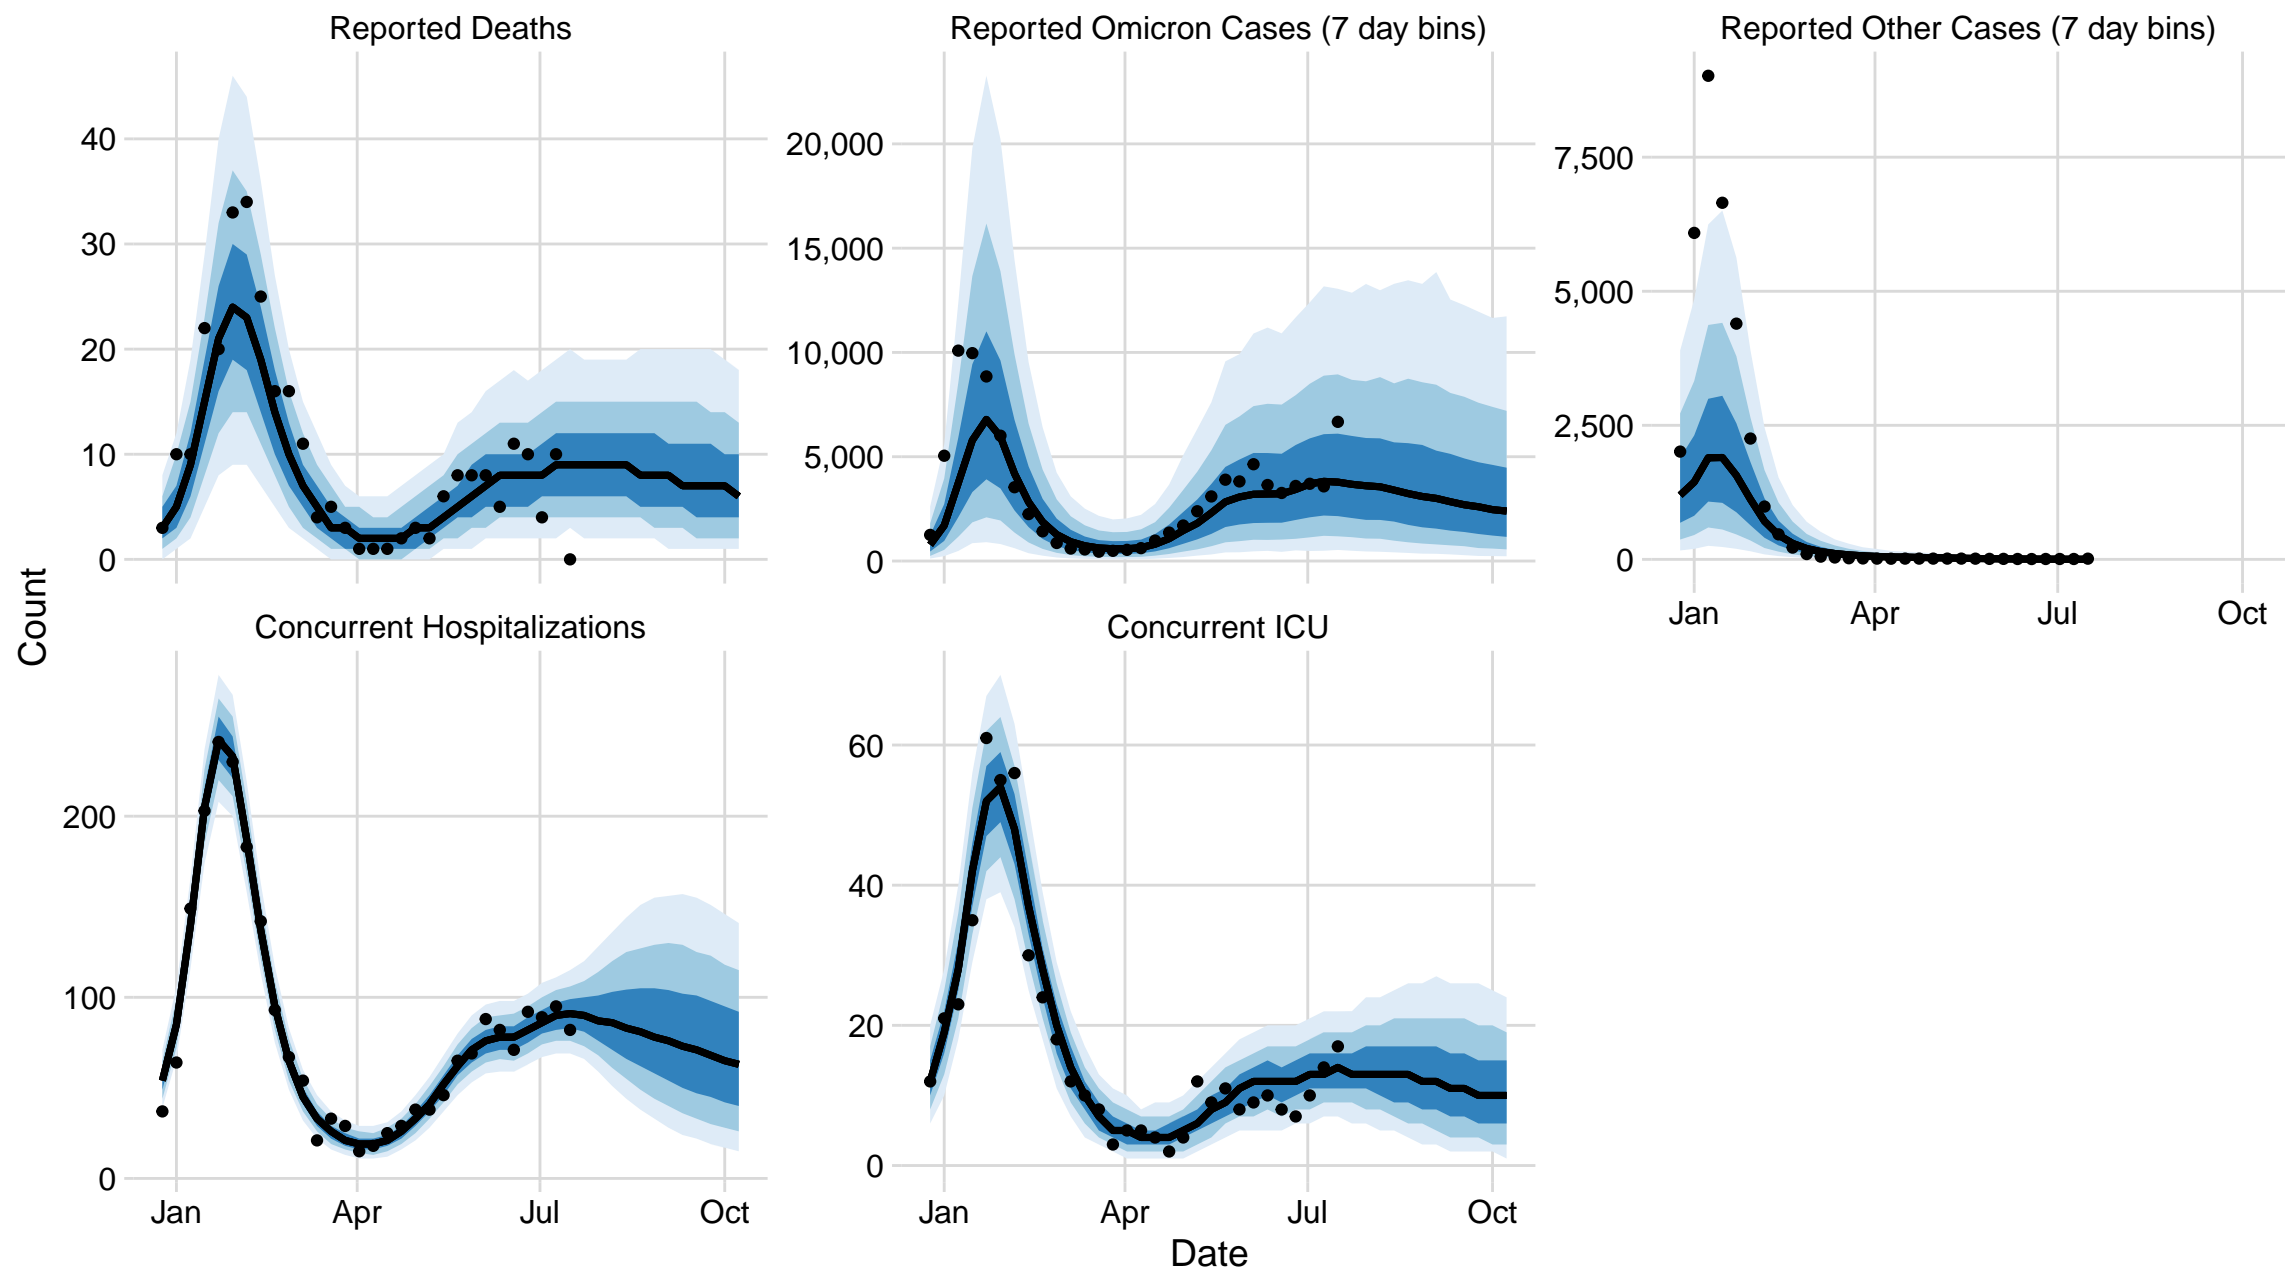 Reported Deaths
Reported Omicron Cases (7 day bins)
Reported Other Cases (7 day bins)
40
30
20
10
0
20,000
15,000
10,000
5,000
0
7,500
5,000
2,500
0
Jan Apr Jul Oct
Count
Concurrent Hospitalizations
Concurrent ICU
200
100
0
60
40
20
0
Jan Apr Jul Oct
Jan Apr Jul Oct
Date